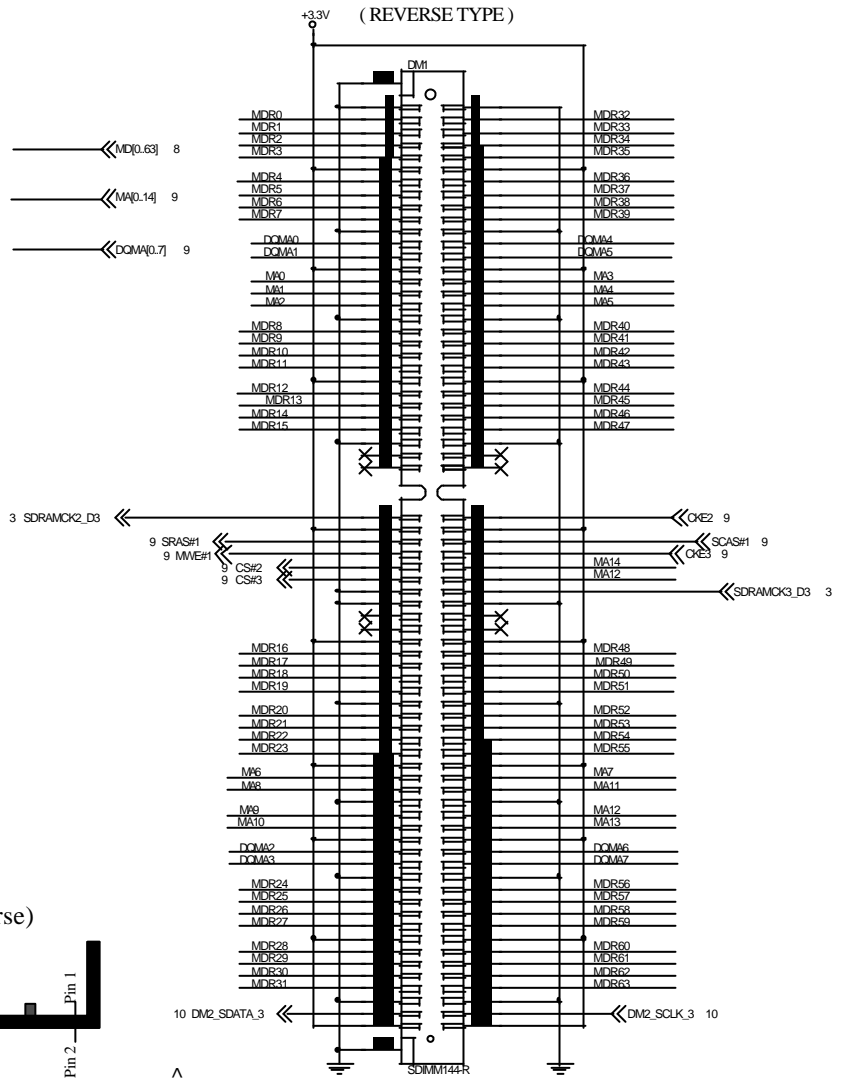 +3.3V
( REVERSE TYPE )
DM1
MDR0
MDR1
MDR2
MDR3
MDR4
MDR5
MDR6
MDR7
DQMA0
DQMA1
MA0
MA1
MA2
MDR8
MDR9
MDR10
MDR11
MDR12
MDR13
MDR14
MDR15
MDR32
MDR33
MDR34
MDR35
MDR36
MDR37
MDR38
MDR39
DQMA4
DQMA5
MA3
MA4
MA5
MDR40
MDR41
MDR42
MDR43
MDR44
MDR45
MDR46
MDR47
MD[0..63] 8
MA[0..14] 9
DQMA[0..7] 9
3 SDRAMCK2_D3
9 SRAS#1
9 MWE#1
9 CS#2
9 CS#3
CKE2 9
SCAS#1 9
CKE3 9
MA14
MA12
SDRAMCK3_D3 3
MDR16
MDR17
MDR18
MDR19
MDR20
MDR21
MDR22
MDR23
MA6
MA8
MA9
MA10
DQMA2
DQMA3
MDR24
MDR25
MDR26
MDR27
MDR28
MDR29
MDR30
MDR31
10 DM2_SDATA_3
MDR48
MDR49
MDR50
MDR51
MDR52
MDR53
MDR54
MDR55
MA7
MA11
MA12
MA13
DQMA6
DQMA7
MDR56
MDR57
MDR58
MDR59
MDR60
MDR61
MDR62
MDR63
DM2_SCLK_3 10
SDIMM144-R
rse)
Pin 1
Pin 2
^